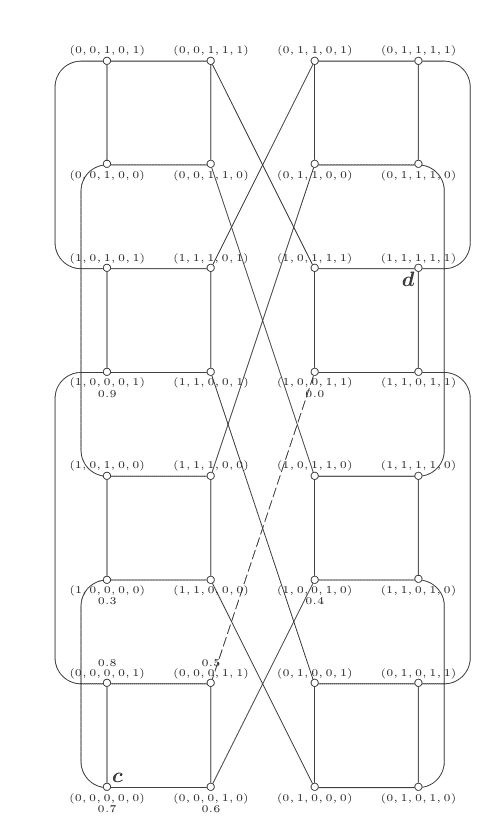 (0, 0, 1, 0, 1) (0, 0, 1, 1, 1) (0, 1, 1, 0, 1) (0, 1, 1, 1, 1)
(0, 0, 1, 0, 0) (0, 0, 1, 1, 0) (0, 1, 1, 0, 0) (0, 1, 1, 1, 0)
(1, 0, 1, 0, 1) (1, 1, 1, 0, 1) (1, 0, 1, 1, 1) (1, 1, 1, 1, 1)
d
(1, 0, 0, 0, 1) (1, 1, 0, 0, 1) (1, 0, 0, 1, 1) (1, 1, 0, 1, 1)
0.9 0.0
(1, 0, 1, 0, 0) (1, 1, 1, 0, 0) (1, 0, 1, 1, 0) (1, 1, 1, 1, 0)
(1, 0, 0, 0, 0) (1, 1, 0, 0, 0) (1, 0, 0, 1, 0) (1, 1, 0, 1, 0)
0.3 0.4
0.8 0.5
(0, 0, 0, 0, 1) (0, 0, 0, 1, 1) (0, 1, 0, 0, 1) (0, 1, 0, 1, 1)
c
(0, 0, 0, 0, 0) (0, 0, 0, 1, 0) (0, 1, 0, 0, 0) (0, 1, 0, 1, 0)
0.7 0.6